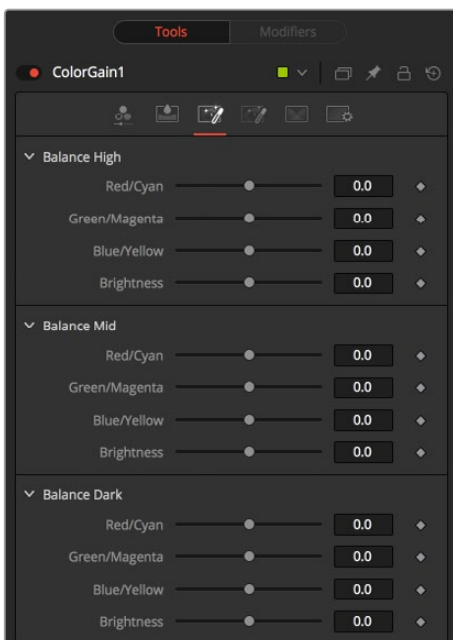 Tools Modifiers
ColorGain1
Balance High
Red/Cyan 0.0
Green/Magenta 0.0
Blue/Yellow 0.0
Brightness 0.0
Balance Mid
Red/Cyan 0.0
Green/Magenta 0.0
Blue/Yellow 0.0
Brightness 0.0
Balance Dark
Red/Cyan 0.0
Green/Magenta 0.0
Blue/Yellow 0.0
Brightness 0.0